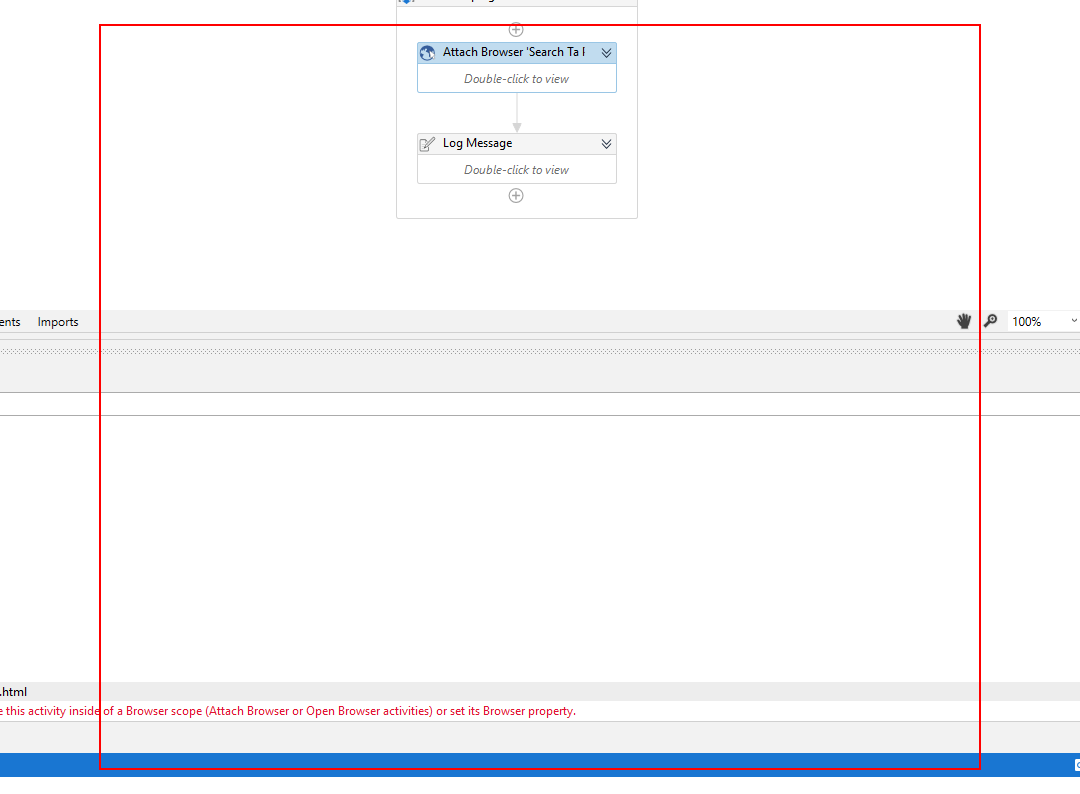 Attach Browser 'Search Ta
Double-click to view
Log Message
Double-click to view
ents Imports 100%
.html
e this activity inside of a Browser scope (Attach Browser or Open Browser activities) or set its Browser property.